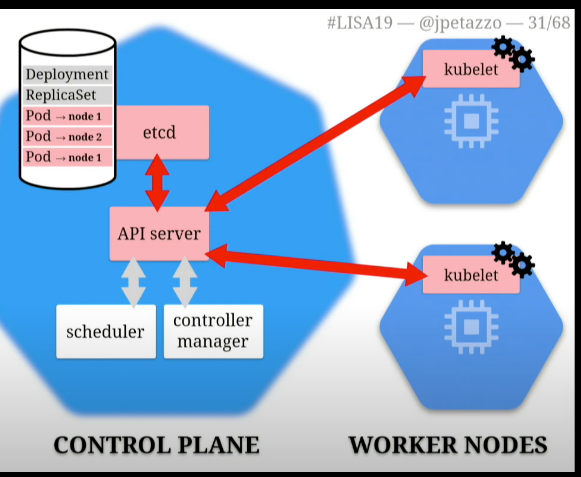 #LISA19 — @jpetazzo — 31/68
Deployment
ReplicaSet
Pod → node 1
Pod → node 2
Pod → node 1
etcd
API server
scheduler
controller
manager
kubelet
kubelet
CONTROL PLANE
WORKER NODES